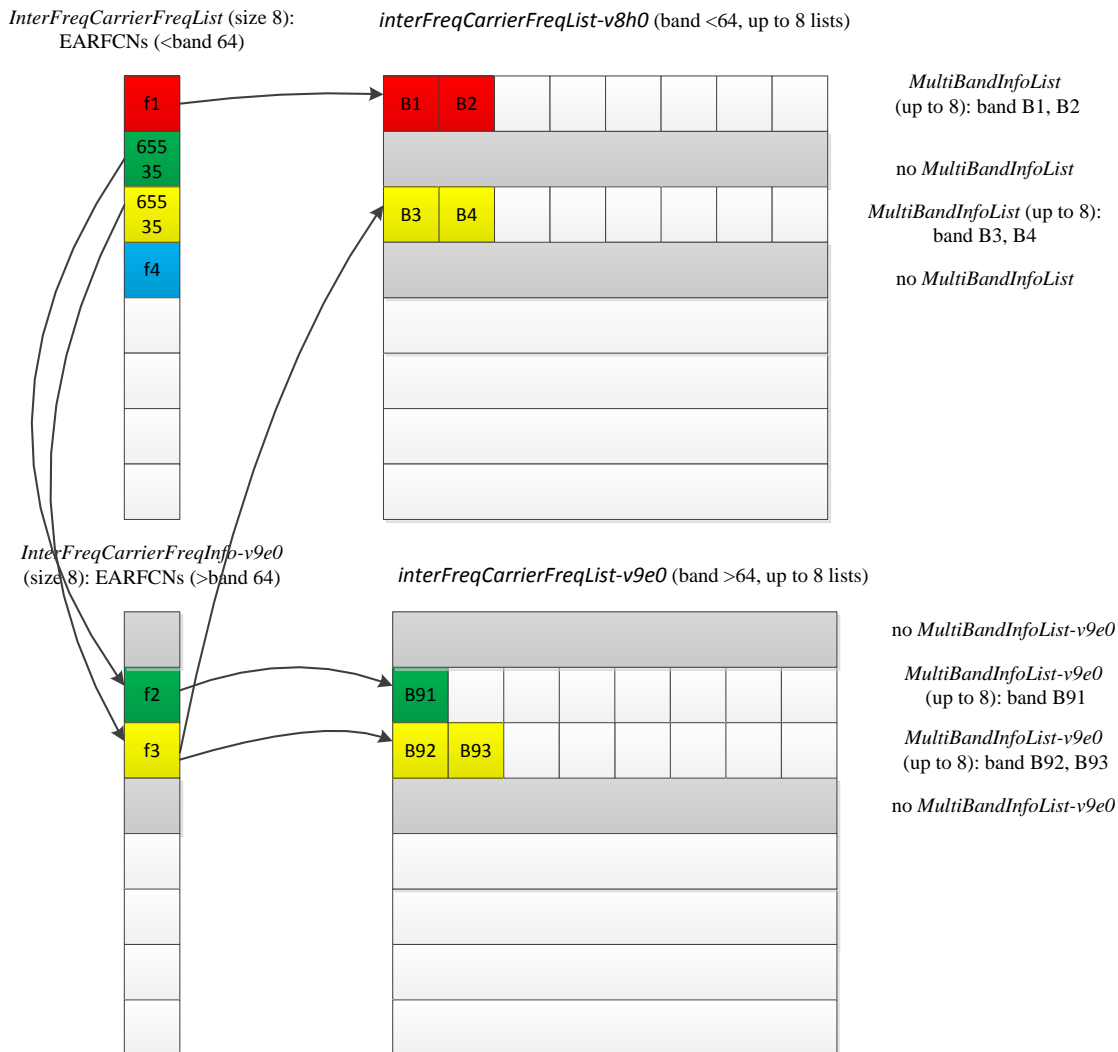 InterFreqCarrierFreqList (size 8):
EARFCNs (<band 64)
interFreqCarrierFreqList-v8h0 (band <64, up to 8 lists)
f1
B1 B2
MultiBandInfoList
(up to 8): band B1, B2
655
35
no MultiBandInfoList
655
35
B3 B4
MultiBandInfoList (up to 8):
band B3, B4
f4
no MultiBandInfoList
InterFreqCarrierFreqInfo-v9e0
(size 8): EARFCNs (>band 64)
interFreqCarrierFreqList-v9e0 (band >64, up to 8 lists)
no MultiBandInfoList-v9e0
f2
B91
MultiBandInfoList-v9e0
(up to 8): band B91
f3
B92 B93
MultiBandInfoList-v9e0
(up to 8): band B92, B93
no MultiBandInfoList-v9e0